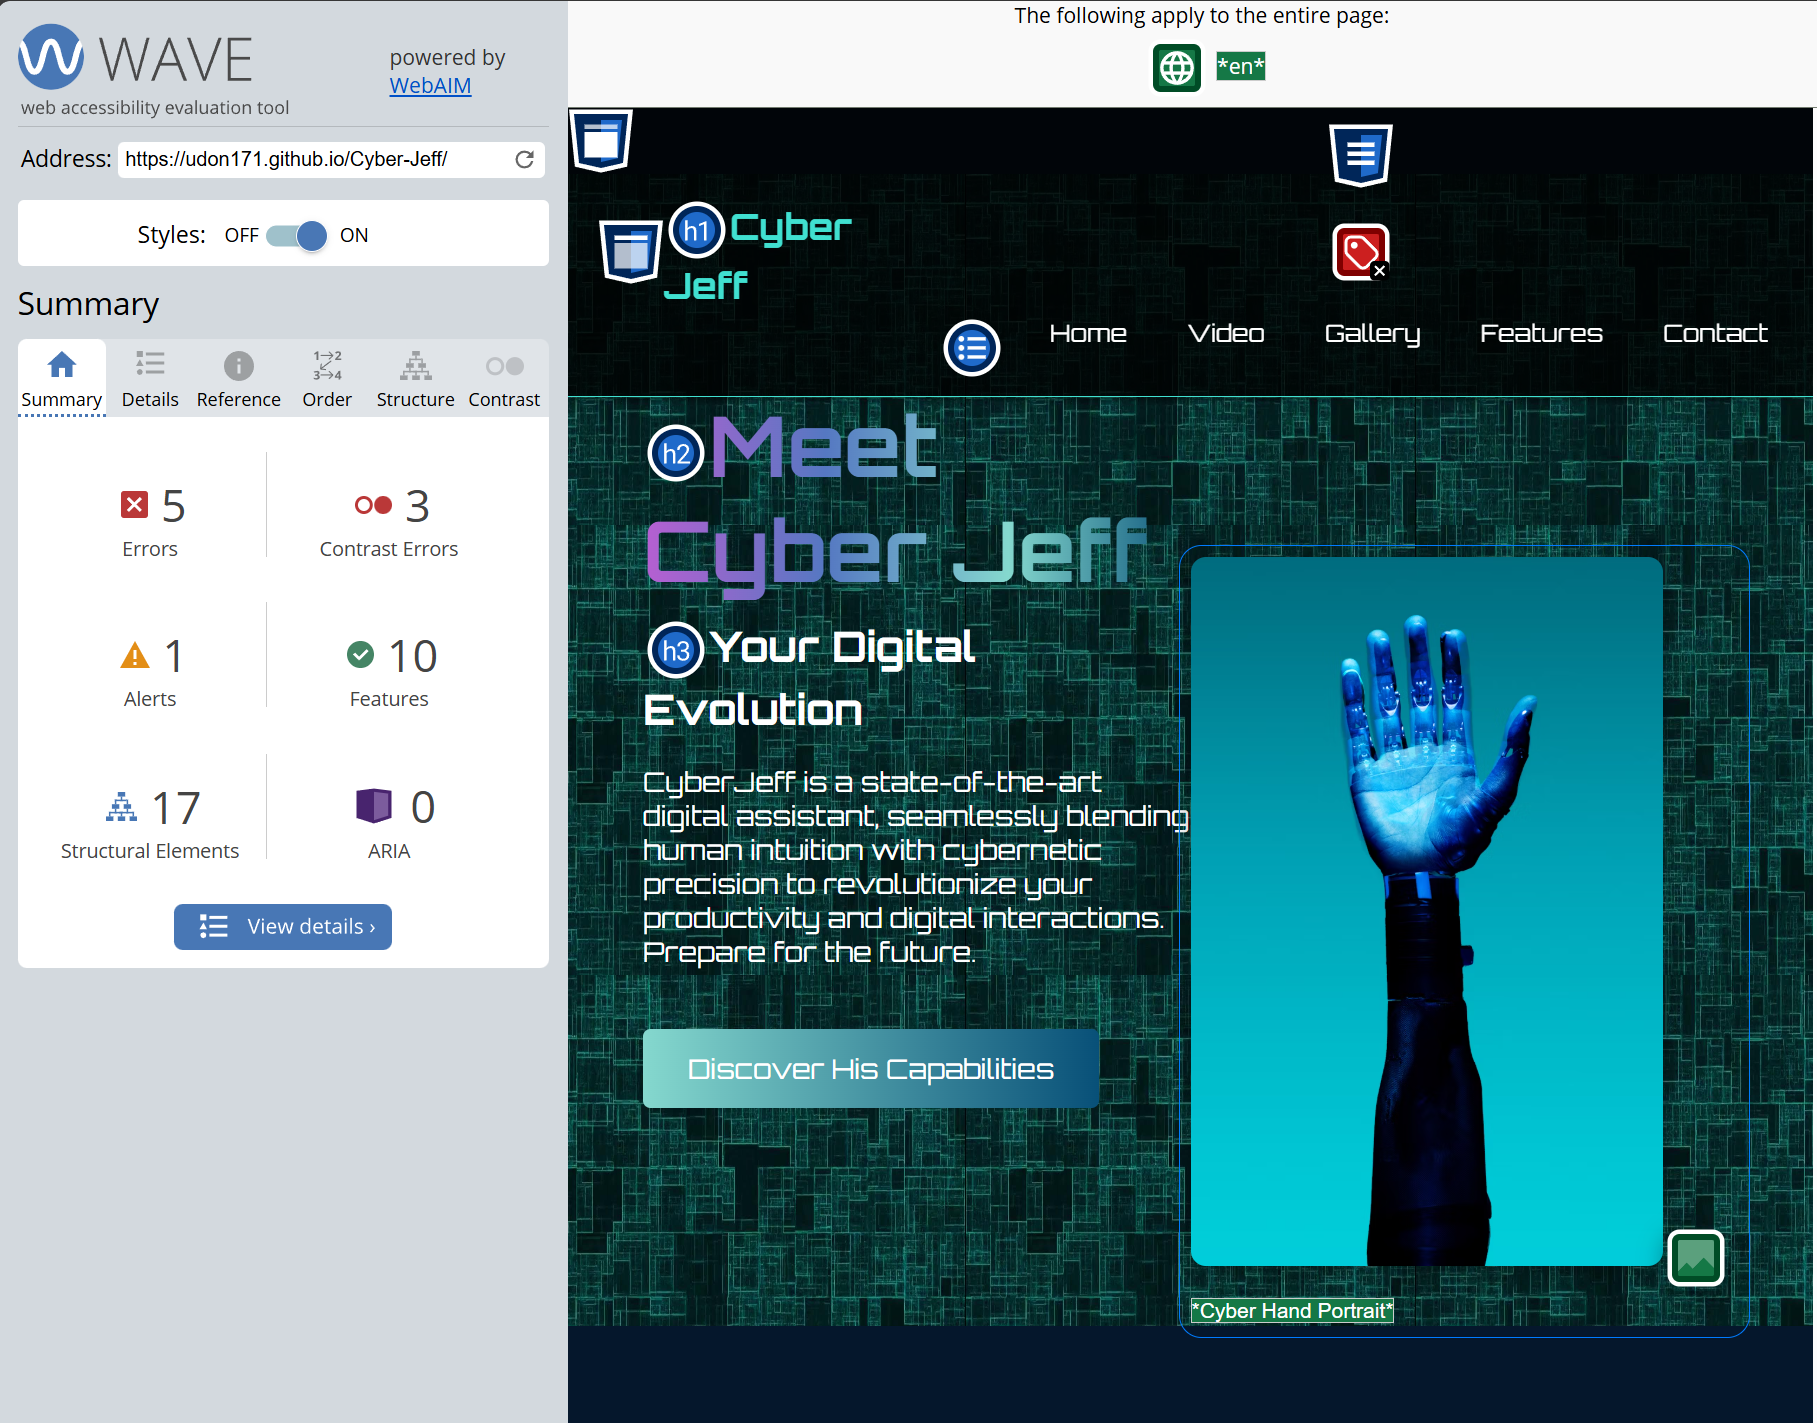 WAVE
powered by
WebAIM
web accessibility evaluation tool
Address: https://udon171.github.io/Cyber-Jeff/
Styles: OFF ON
Summary
Summary Details Reference Order Structure Contrast
5
Errors
3
Contrast Errors
1
Alerts
10
Features
17
Structural Elements
0
ARIA
View details ›
The following apply to the entire page:
*en*
h1 Cyber
Jeff
Home Video Gallery Features Contact
h2 Meet
Cyber Jeff
h3 Your Digital
Evolution
CyberJeff is a state-of-the-art
digital assistant, seamlessly blending
human intuition with cybernetic
precision to revolutionize your
productivity and digital interactions.
Prepare for the future.
Discover His Capabilities
*Cyber Hand Portrait*